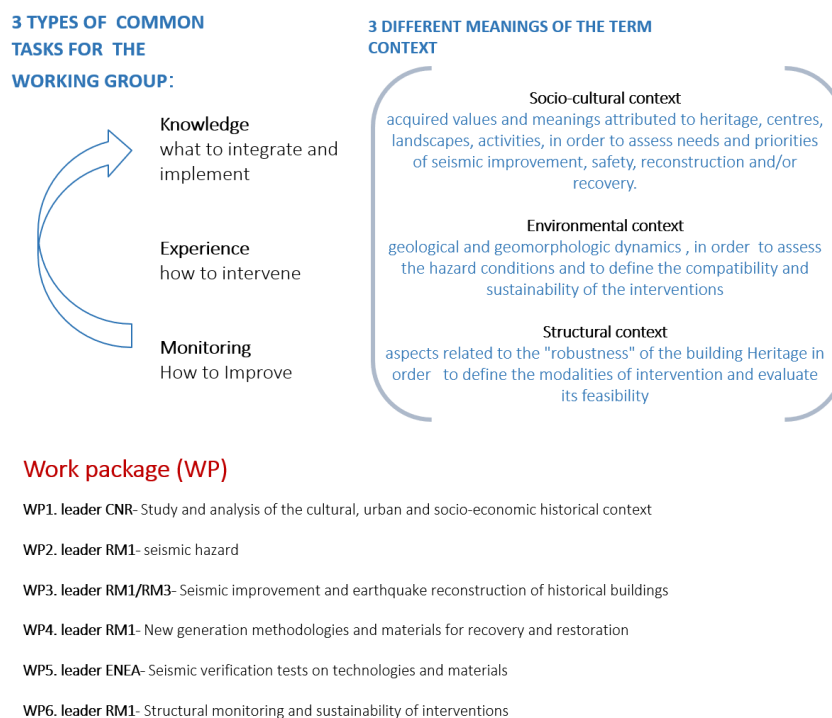 3 TYPES OF COMMON
TASKS FOR THE
WORKING GROUP:
Knowledge
what to integrate and
implement
Experience
how to intervene
Monitoring
How to Improve
3 DIFFERENT MEANINGS OF THE TERM
CONTEXT
Socio-cultural context
acquired values and meanings attributed to heritage, centres,
landscapes, activities, in order to assess needs and priorities
of seismic improvement, safety, reconstruction and/or
recovery.
Environmental context
geological and geomorphologic dynamics , in order to assess
the hazard conditions and to define the compatibility and
sustainability of the interventions
Structural context
aspects related to the "robustness" of the building Heritage in
order to define the modalities of intervention and evaluate
its feasibility
Work package (WP)
WP1. leader CNR- Study and analysis of the cultural, urban and socio-economic historical context
WP2. leader RM1- seismic hazard
WP3. leader RM1/RM3- Seismic improvement and earthquake reconstruction of historical buildings
WP4. leader RM1- New generation methodologies and materials for recovery and restoration
WP5. leader ENEA- Seismic verification tests on technologies and materials
WP6. leader RM1- Structural monitoring and sustainability of interventions